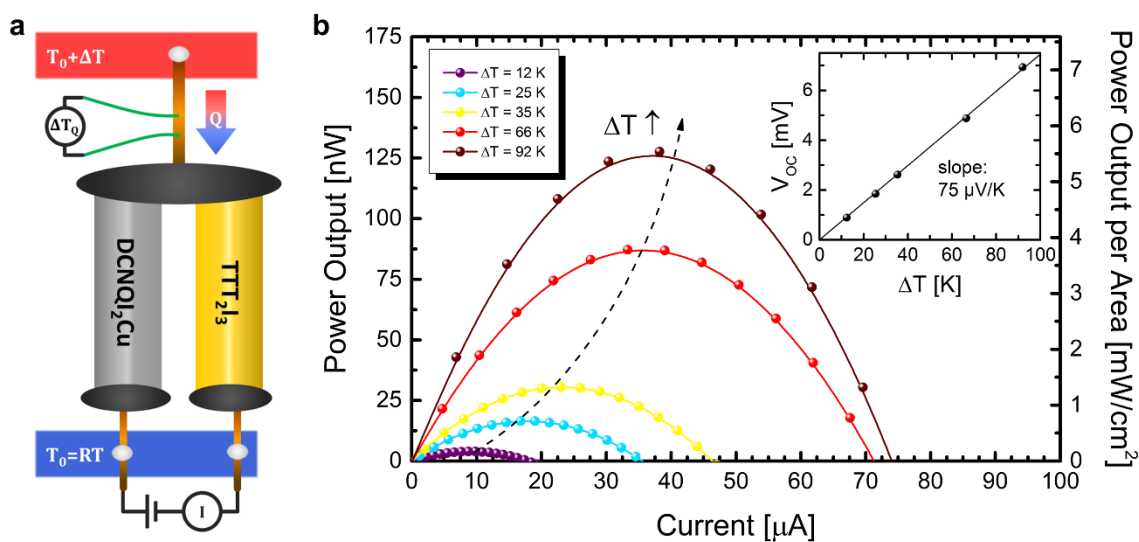 a
T₀+ΔT
ΔT_Q
Q
DCNQI₂Cu
TTT₂I₃
T₀=RT
I
b
Power Output [nW]
175
150
125
100
75
50
25
0
ΔT = 12 K
ΔT = 25 K
ΔT = 35 K
ΔT = 66 K
ΔT = 92 K
ΔT ↑
V_OC [mV]
6
4
2
0
slope:
75 µV/K
0 20 40 60 80 100
ΔT [K]
7
6
5
4
3
2
1
0
Power Output per Area [mW/cm²]
0 10 20 30 40 50 60 70 80 90 100
Current [µA]